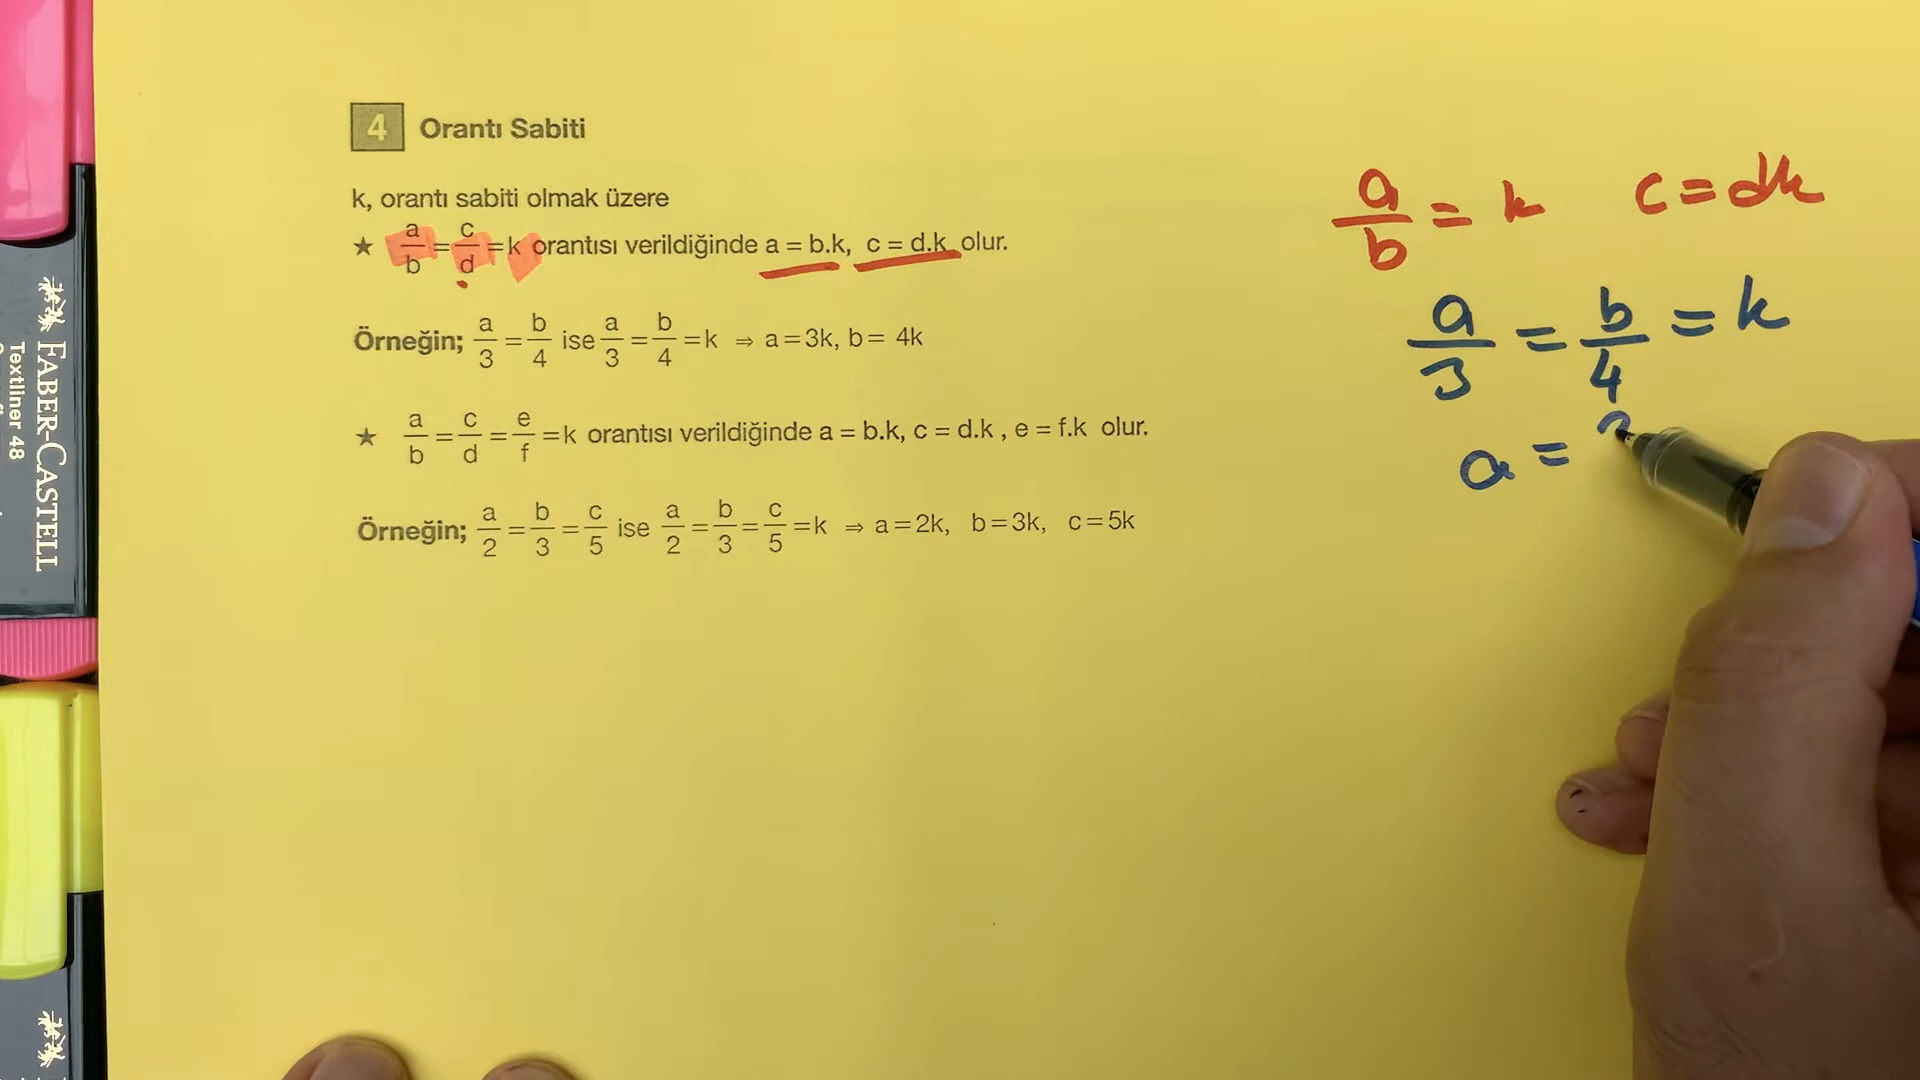 4 Orantı Sabiti
k, orantı sabiti olmak üzere
★ a/b = c/d = k orantısı verildiğinde a = b.k, c = d.k olur.
Örneğin; a/3 = b/4 ise a/3 = b/4 = k ⇒ a = 3k, b = 4k
★ a/b = c/d = e/f = k orantısı verildiğinde a = b.k, c = d.k , e = f.k olur.
Örneğin; a/2 = b/3 = c/5 ise a/2 = b/3 = c/5 = k ⇒ a = 2k, b = 3k, c = 5k
a/b = k c = dk
a/3 = b/4 = k
a =
FABER-CASTELL
Textliner 48